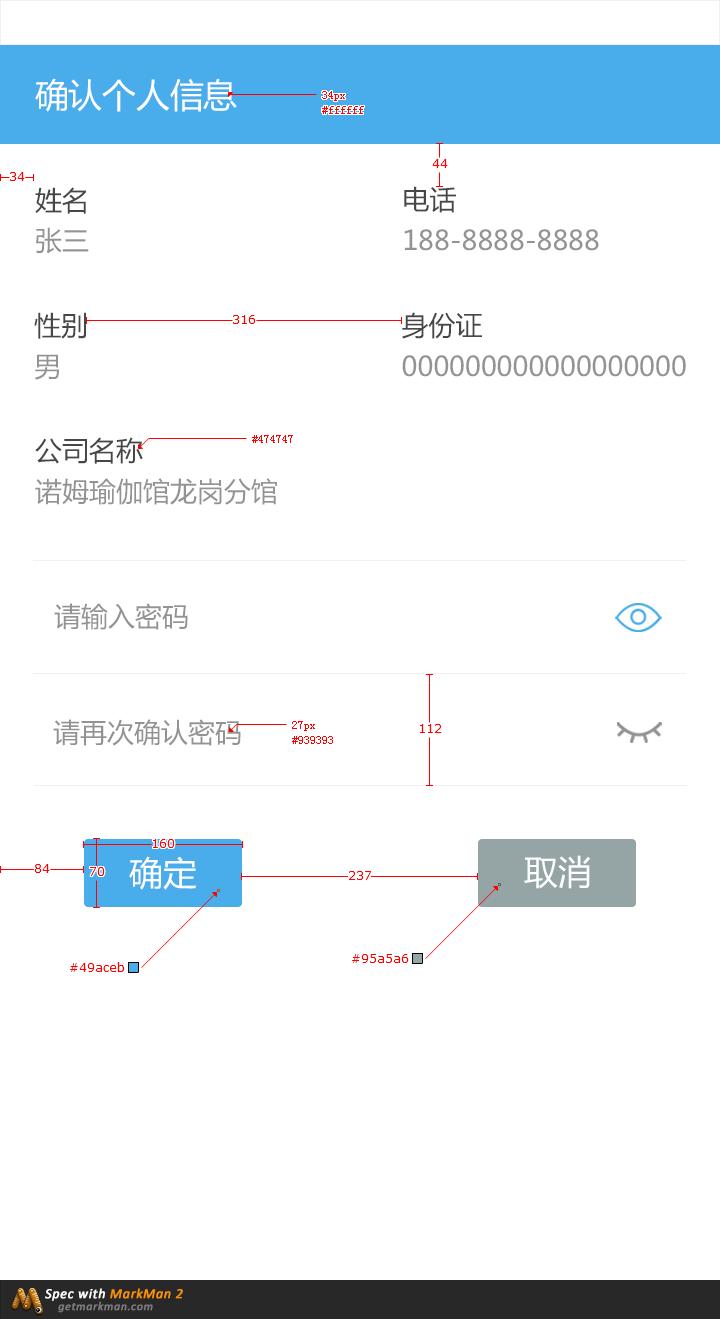 确认个人信息
34px
#ffffff
44
34
姓名 电话
张三 188-8888-8888
性别 316 身份证
男 000000000000000000
公司名称 #474747
诺姆瑜伽馆龙岗分馆
请输入密码
请再次确认密码 27px
#939393
112
160
84 70 确定 237 取消
#49aceb #95a5a6
Spec with MarkMan 2
getmarkman.com